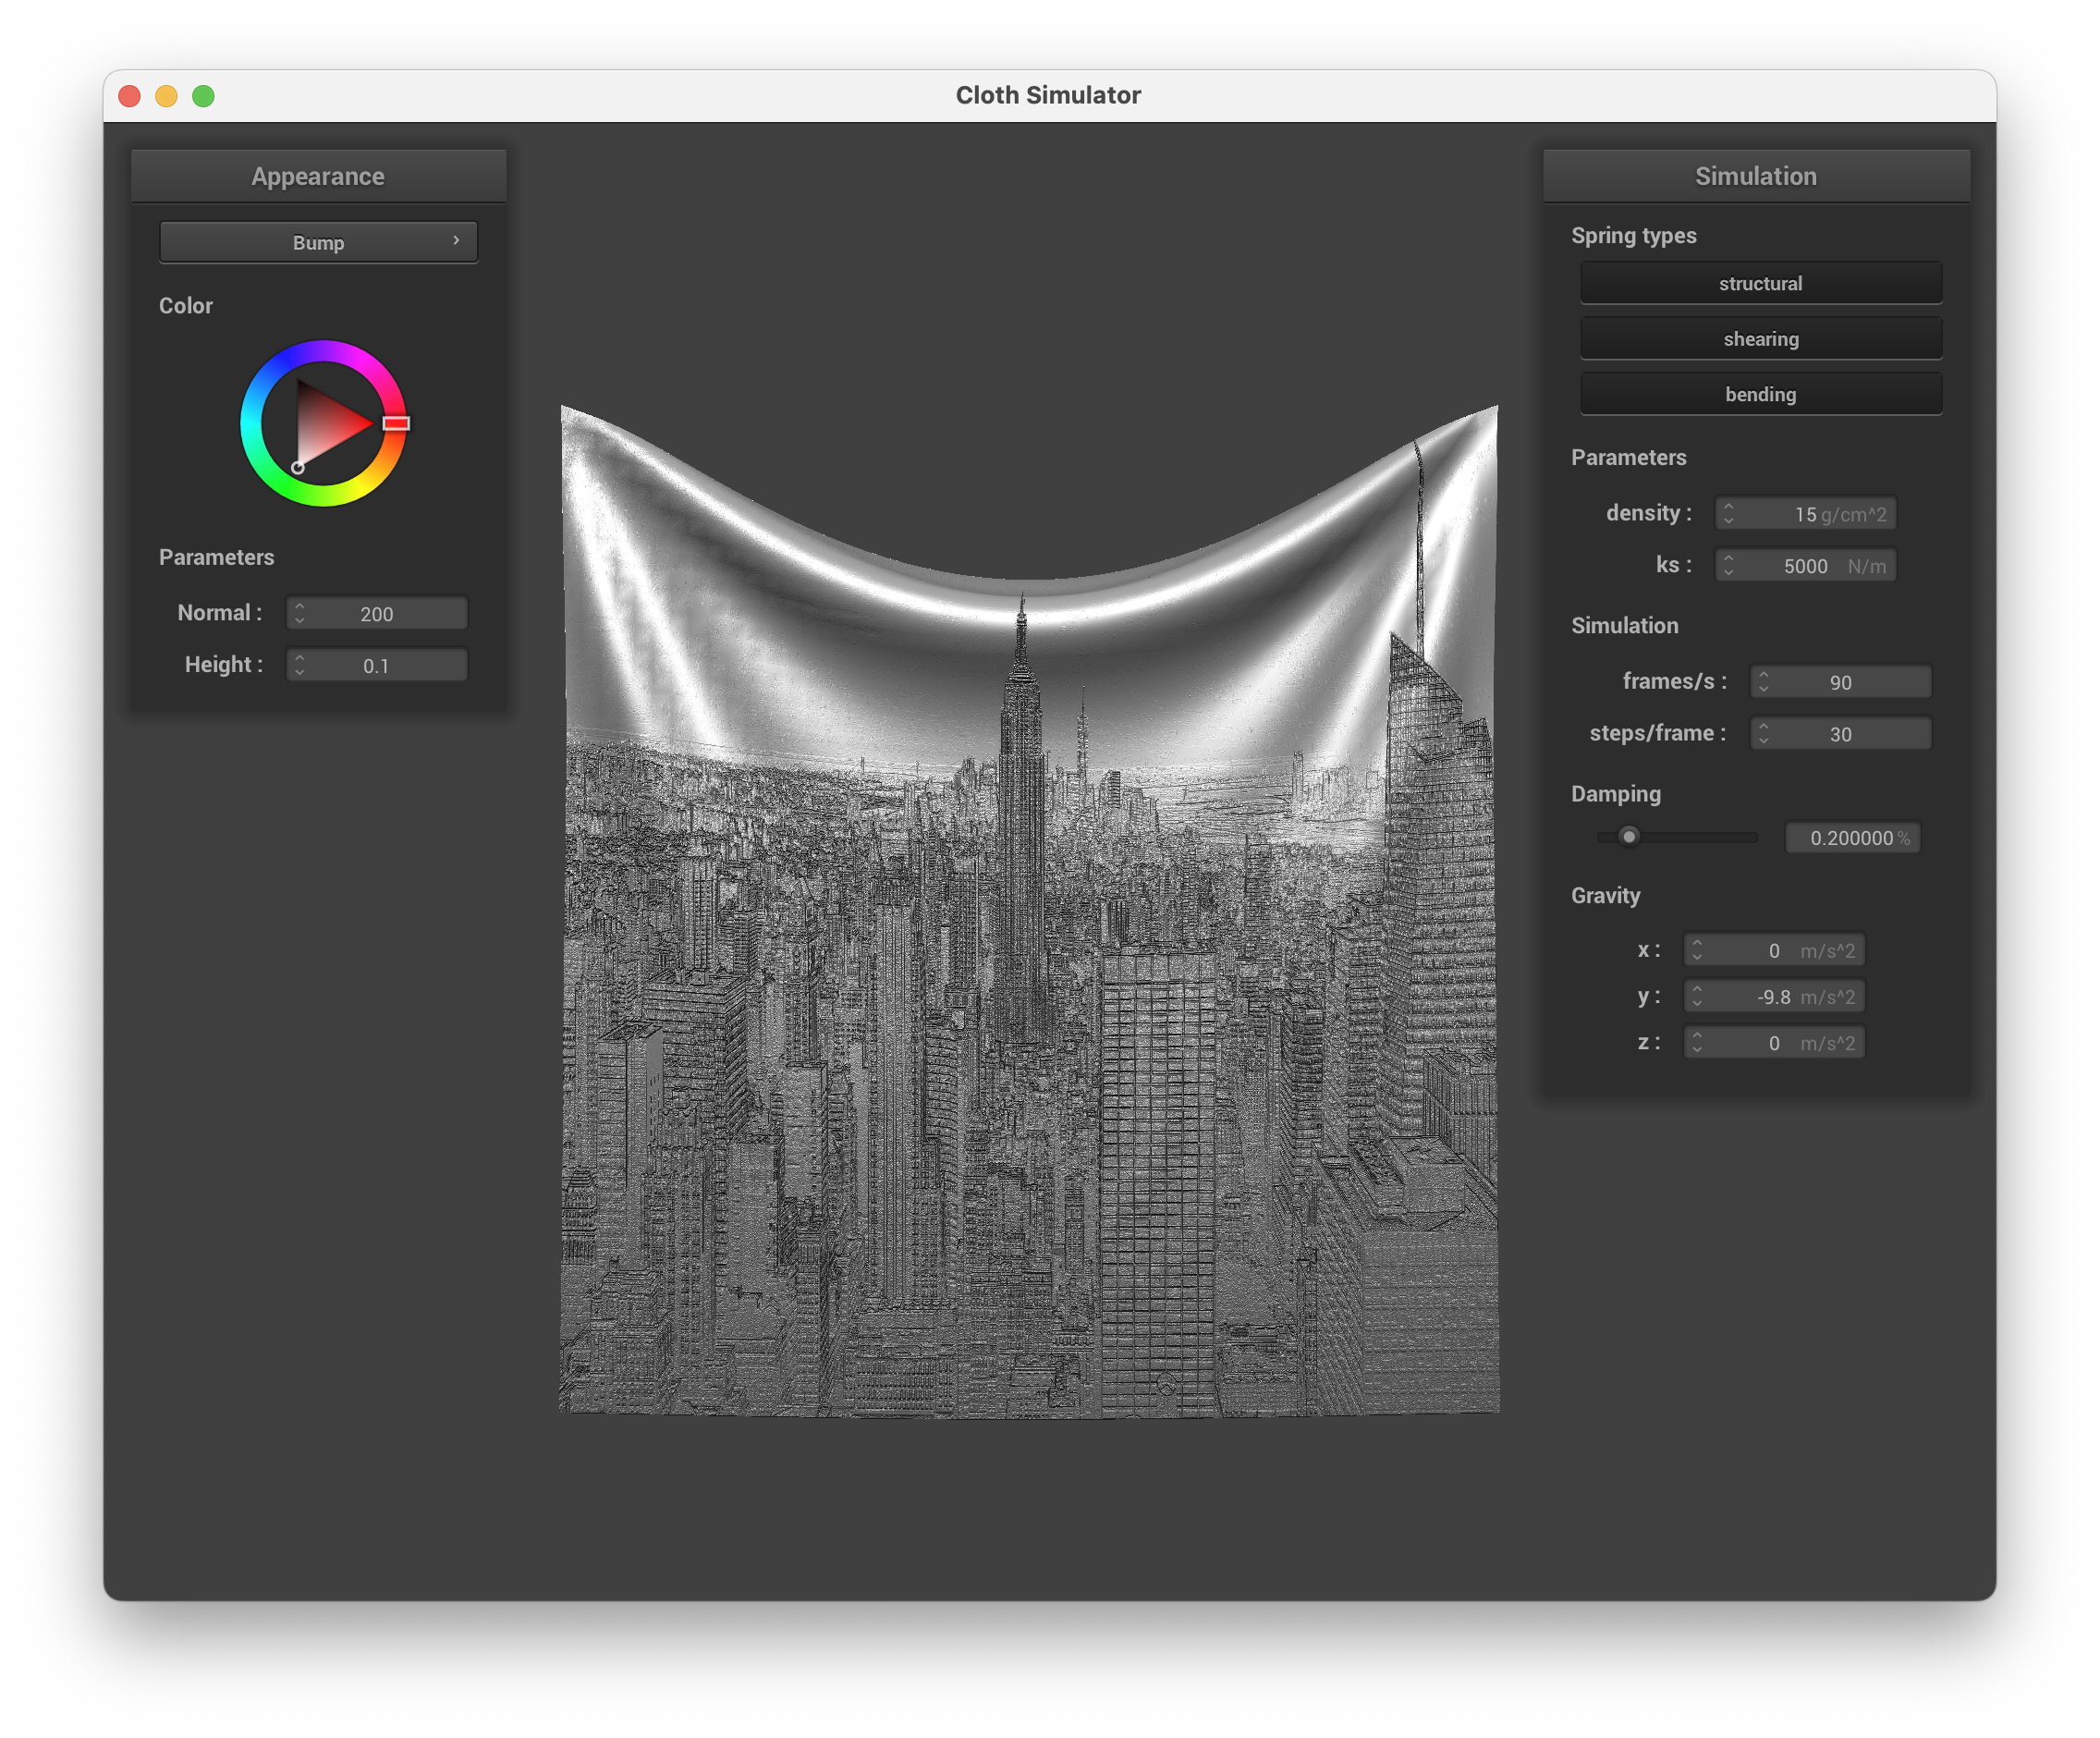 Cloth Simulator
Appearance
Bump
Color
Parameters
Normal : 200
Height : 0.1
Simulation
Spring types
structural
shearing
bending
Parameters
density : 15 g/cm^2
ks : 5000 N/m
Simulation
frames/s : 90
steps/frame : 30
Damping
0.200000 %
Gravity
x : 0 m/s^2
y : -9.8 m/s^2
z : 0 m/s^2